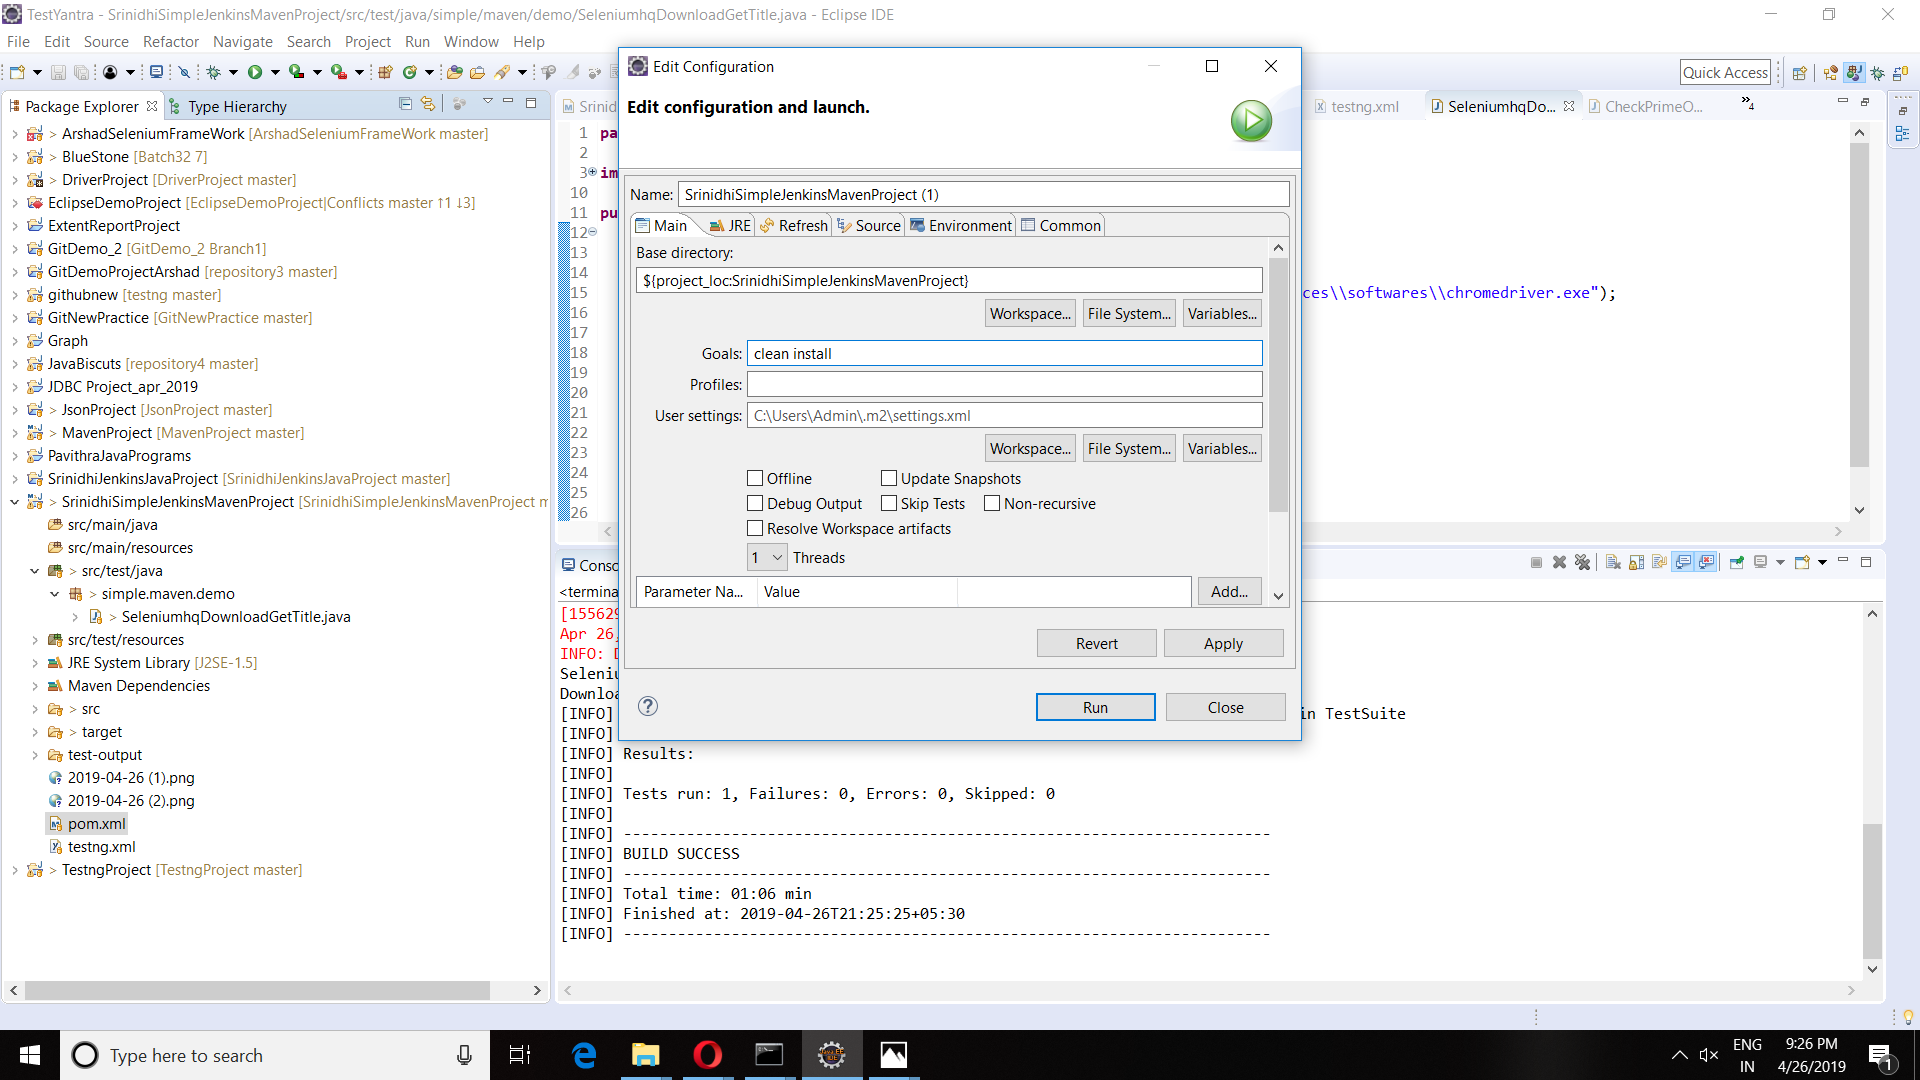 TestYantra - SrinidhiSimpleJenkinsMavenProject/src/test/java/simple/maven/demo/SeleniumhqDownloadGetTitle.java - Eclipse IDE
File Edit Source Refactor Navigate Search Project Run Window Help
Quick Access
Package Explorer Type Hierarchy
> ArshadSeleniumFrameWork [ArshadSeleniumFrameWork master]
> BlueStone [Batch32 7]
> DriverProject [DriverProject master]
EclipseDemoProject [EclipseDemoProject|Conflicts master ↑1 ↓3]
ExtentReportProject
GitDemo_2 [GitDemo_2 Branch1]
GitDemoProjectArshad [repository3 master]
githubnew [testng master]
GitNewPractice [GitNewPractice master]
Graph
JavaBiscuts [repository4 master]
JDBC Project_apr_2019
> JsonProject [JsonProject master]
> MavenProject [MavenProject master]
PavithraJavaPrograms
SrinidhiJenkinsJavaProject [SrinidhiJenkinsJavaProject master]
> SrinidhiSimpleJenkinsMavenProject [SrinidhiSimpleJenkinsMavenProject m
src/main/java
src/main/resources
> src/test/java
> simple.maven.demo
> SeleniumhqDownloadGetTitle.java
src/test/resources
JRE System Library [J2SE-1.5]
Maven Dependencies
> src
> target
test-output
2019-04-26 (1).png
2019-04-26 (2).png
pom.xml
testng.xml
> TestngProject [TestngProject master]
Srinid testng.xml SeleniumhqDo... CheckPrimeO... »4
1 pa
2
3 im
10
11 pu
12
13
14
15 ces\\softwares\\chromedriver.exe");
16
17
18
19
20
21
22
23
24
25
26
Edit Configuration
Edit configuration and launch.
Name: SrinidhiSimpleJenkinsMavenProject (1)
Main JRE Refresh Source Environment Common
Base directory:
${project_loc:SrinidhiSimpleJenkinsMavenProject}
Workspace... File System... Variables...
Goals: clean install
Profiles:
User settings: C:\Users\Admin\.m2\settings.xml
Workspace... File System... Variables...
Offline Update Snapshots
Debug Output Skip Tests Non-recursive
Resolve Workspace artifacts
1 Threads
Parameter Na... Value Add...
Revert Apply
Run Close
Consc
<termina
[155629
Apr 26,
INFO: D
Seleniu
Downloa
[INFO] in TestSuite
[INFO]
[INFO] Results:
[INFO]
[INFO] Tests run: 1, Failures: 0, Errors: 0, Skipped: 0
[INFO]
[INFO] ------------------------------------------------------------------------
[INFO] BUILD SUCCESS
[INFO] ------------------------------------------------------------------------
[INFO] Total time: 01:06 min
[INFO] Finished at: 2019-04-26T21:25:25+05:30
[INFO] ------------------------------------------------------------------------
Type here to search
ENG
IN
9:26 PM
4/26/2019
1